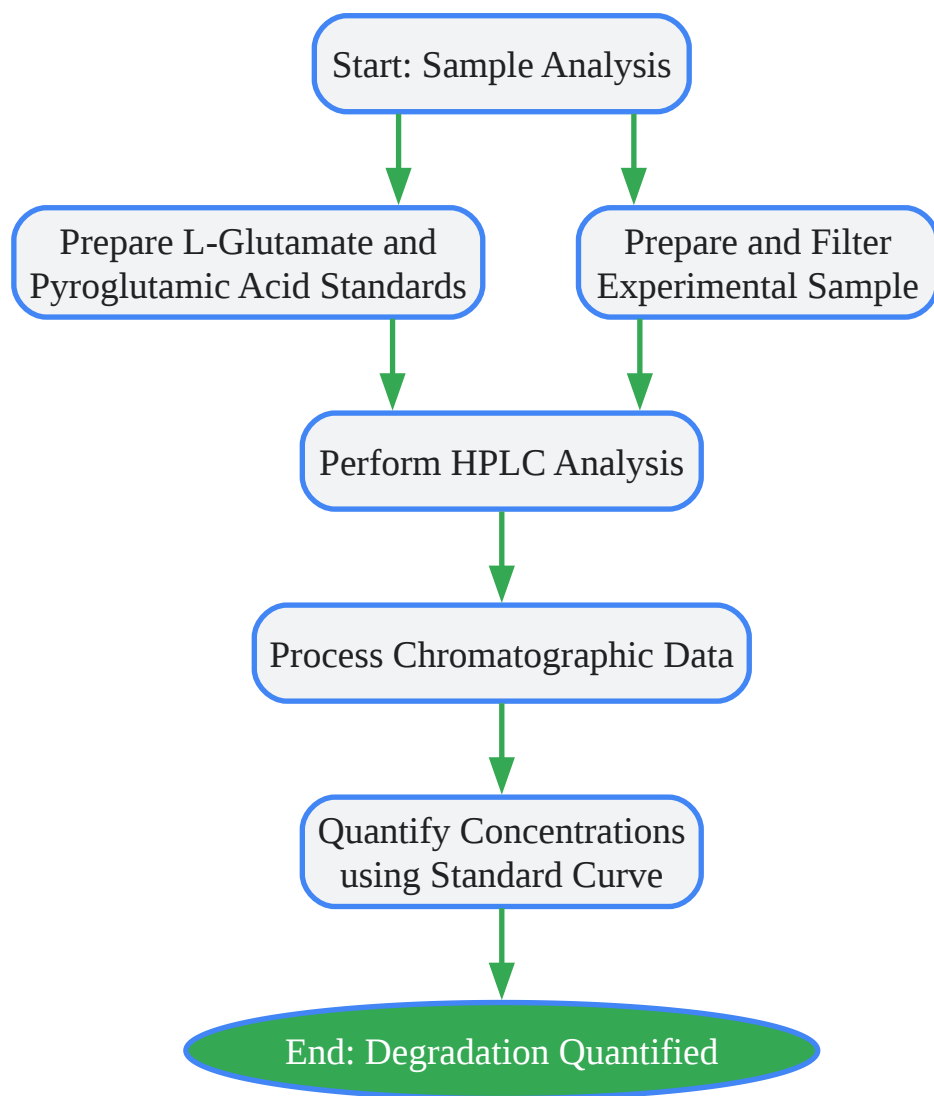 Start: Sample Analysis
Prepare L-Glutamate and
Pyroglutamic Acid Standards
Prepare and Filter
Experimental Sample
Perform HPLC Analysis
Process Chromatographic Data
Quantify Concentrations
using Standard Curve
End: Degradation Quantified